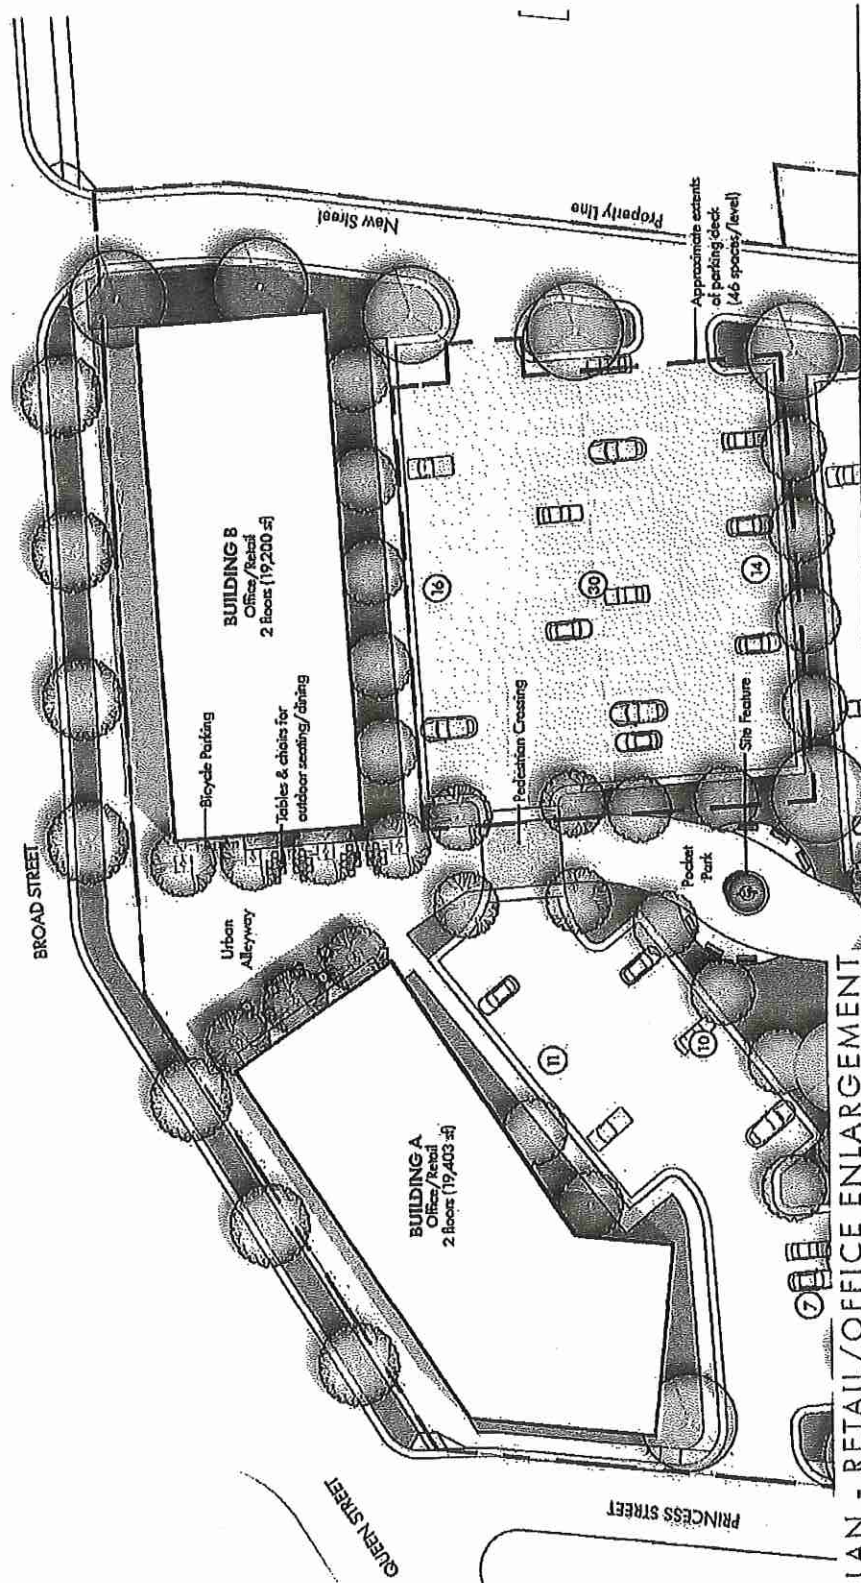 BROAD STREET
New Street
Property Line
BUILDING B
Office/Retail
2 floors (19,200 sf)
Bicycle Parking
Tables & chairs for
outdoor seating/dining
Urban
Alleyway
Approximate extents
of parking deck
(46 spaces/level)
16
30
14
Pedestrian Crossing
Site Feature
Pocket
Park
BUILDING A
Office/Retail
2 floors (19,403 sf)
11
10
7
QUEEN STREET
PRINCESS STREET
LAN - RETAIL/OFFICE ENLARGEMENT